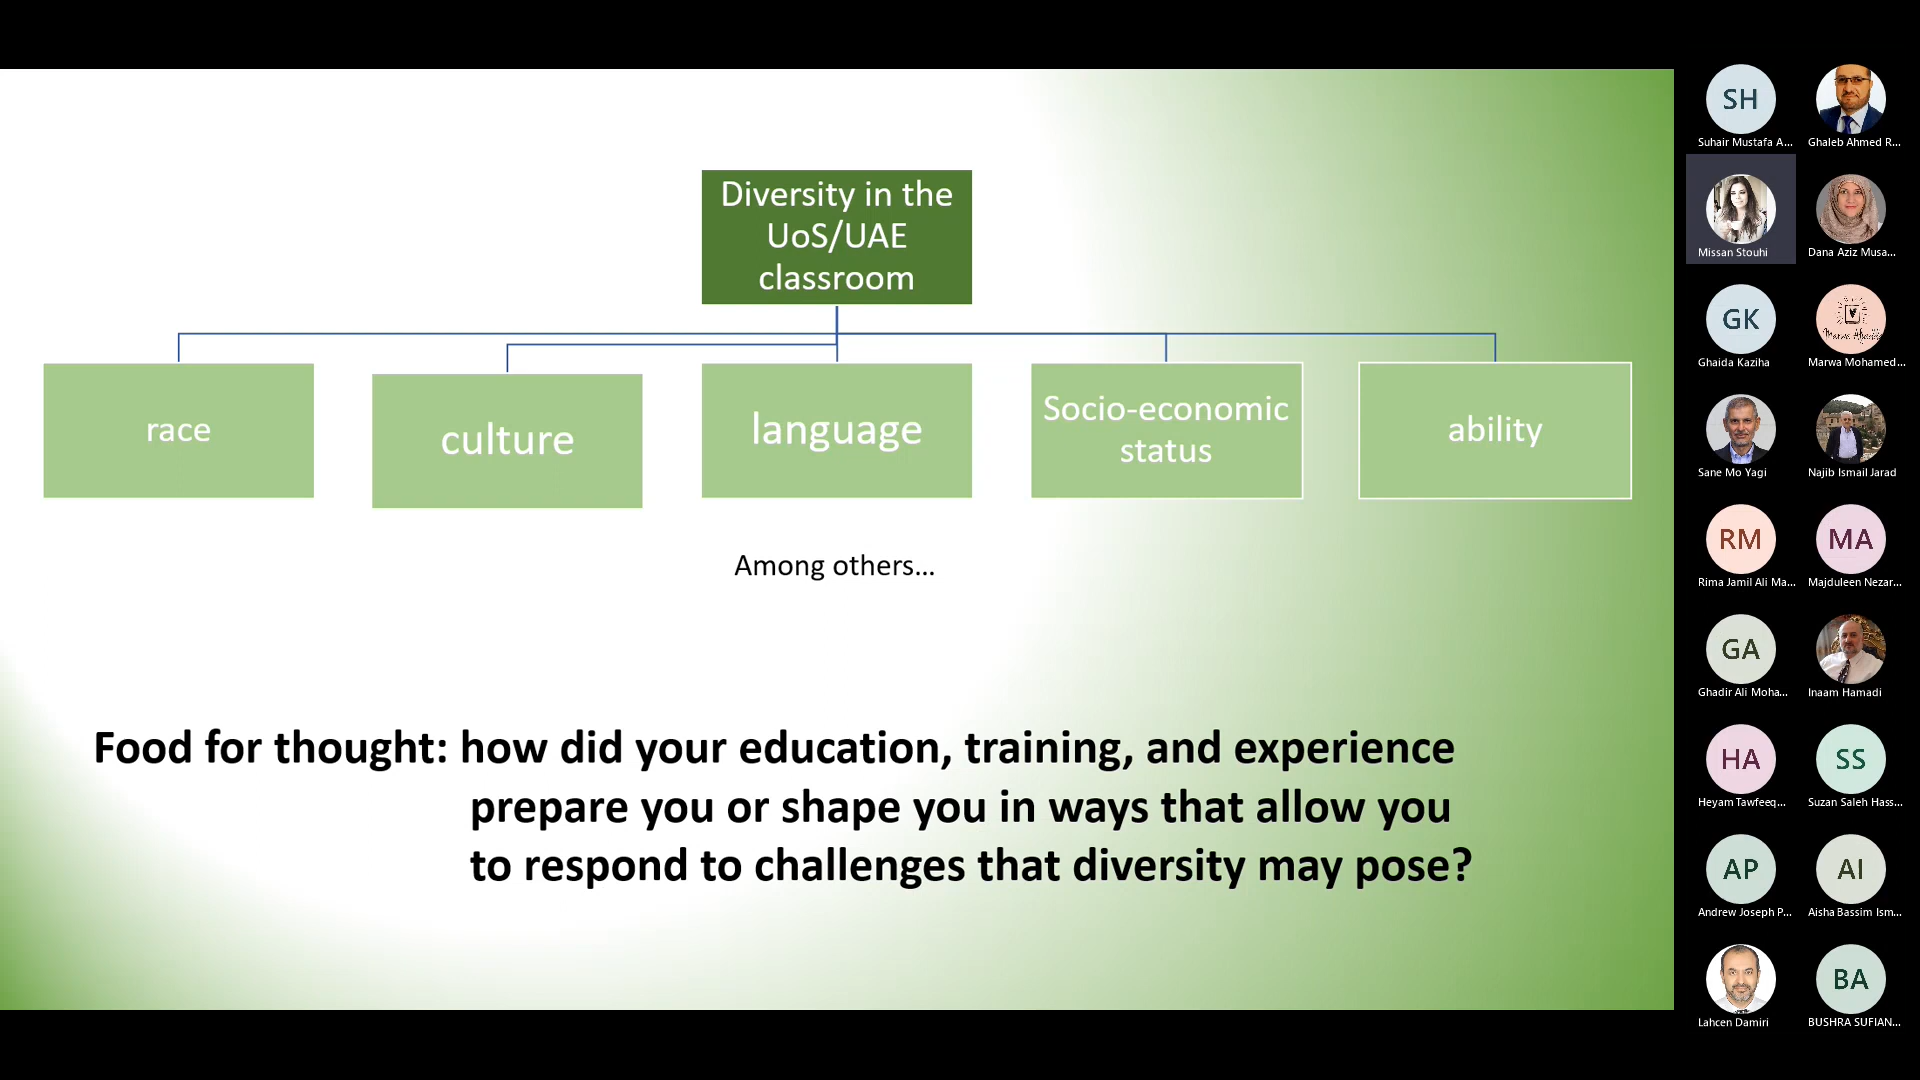 Diversity in the
UoS/UAE
classroom
race
culture
language
Socio-economic
status
ability
Among others...
Food for thought: how did your education, training, and experience
prepare you or shape you in ways that allow you
to respond to challenges that diversity may pose?
SH
Suhair Mustafa A...
Ghaleb Ahmed R...
Missan Stouhi
Dana Aziz Musa...
GK
Ghaida Kaziha
Marwa Mohamed...
Sane Mo Yagi
Najib Ismail Jarad
RM
Rima Jamil Ali Ma...
MA
Majduleen Nezar...
GA
Ghadir Ali Moha...
Inaam Hamadi
HA
Heyam Tawfeeq...
SS
Suzan Saleh Hass...
AP
Andrew Joseph P...
AI
Aisha Bassim Ism...
Lahcen Damiri
BA
BUSHRA SUFIAN...